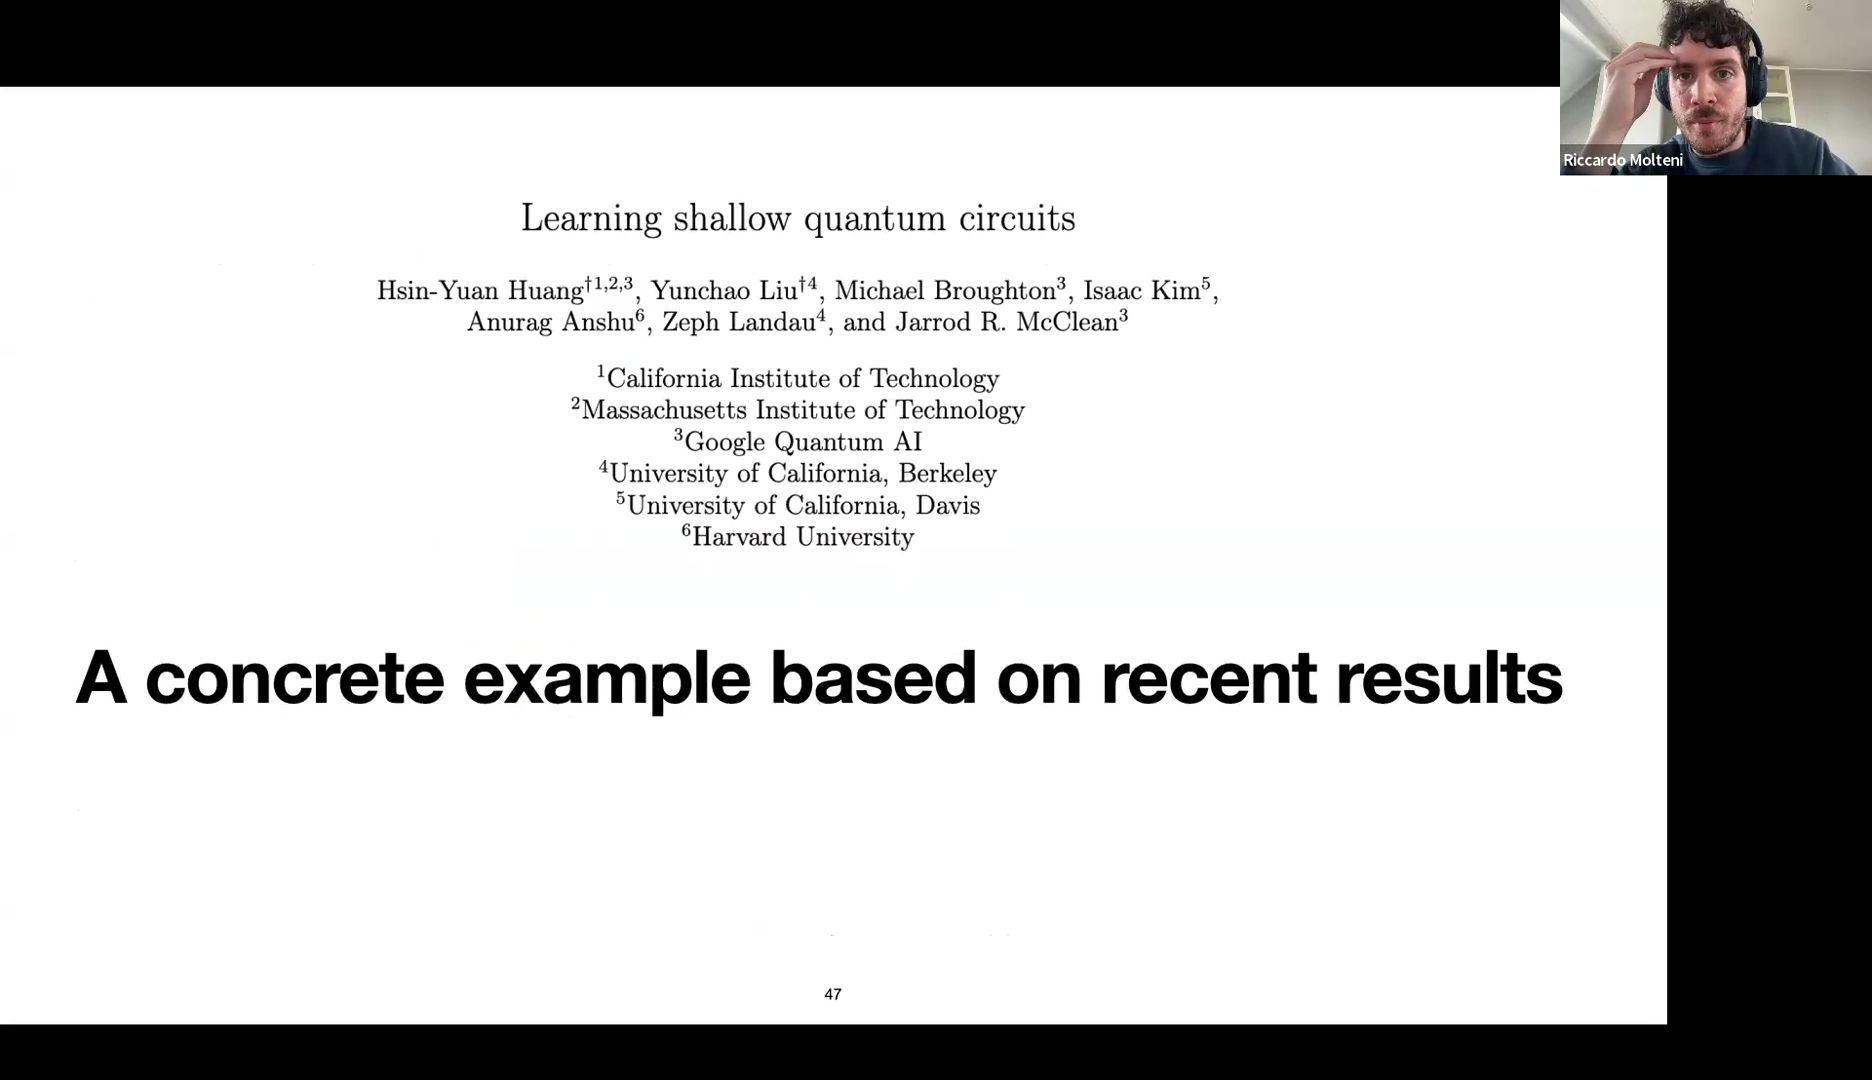 Riccardo Molteni
Learning shallow quantum circuits
Hsin-Yuan Huang†1,2,3, Yunchao Liu†4, Michael Broughton3, Isaac Kim5,
Anurag Anshu6, Zeph Landau4, and Jarrod R. McClean3
1California Institute of Technology
2Massachusetts Institute of Technology
3Google Quantum AI
4University of California, Berkeley
5University of California, Davis
6Harvard University
A concrete example based on recent results
47